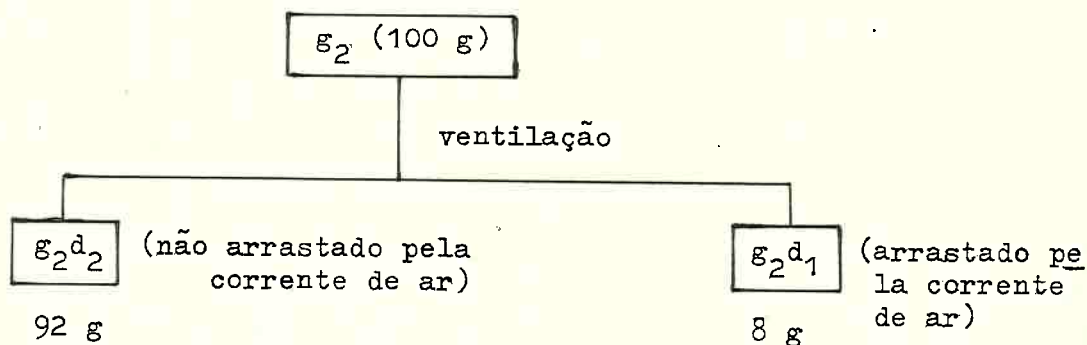 g₂ (100 g)
ventilação
g₂d₂ (não arrastado pela
corrente de ar)
92 g
g₂d₁ (arrastado pe
la corrente
de ar)
8 g